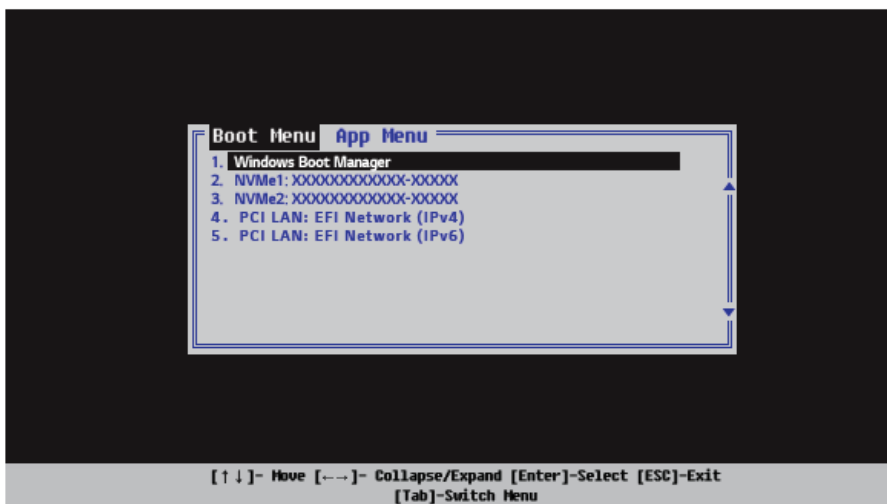 Boot Menu App Menu
1. Windows Boot Manager
2. NVMe1: XXXXXXXXXXXX-XXXXX
3. NVMe2: XXXXXXXXXXXX-XXXXX
4. PCI LAN: EFI Network (IPv4)
5. PCI LAN: EFI Network (IPv6)
[↑↓]- Move [←→]- Collapse/Expand [Enter]-Select [ESC]-Exit
[Tab]-Switch Menu